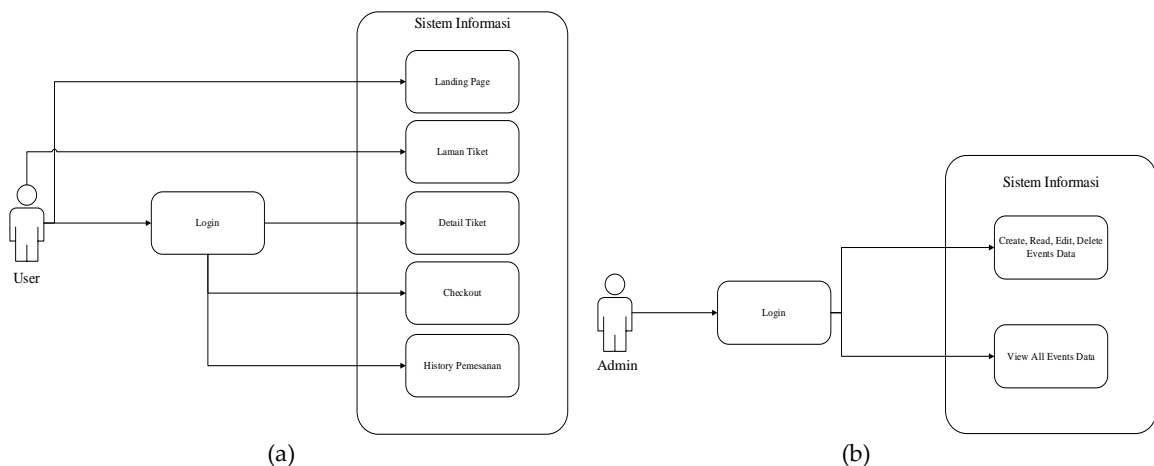 Sistem Informasi
Landing Page
Laman Tiket
Login
Detail Tiket
User
Checkout
History Pemesanan
(a)
Sistem Informasi
Create, Read, Edit, Delete
Events Data
Login
Admin
View All Events Data
(b)